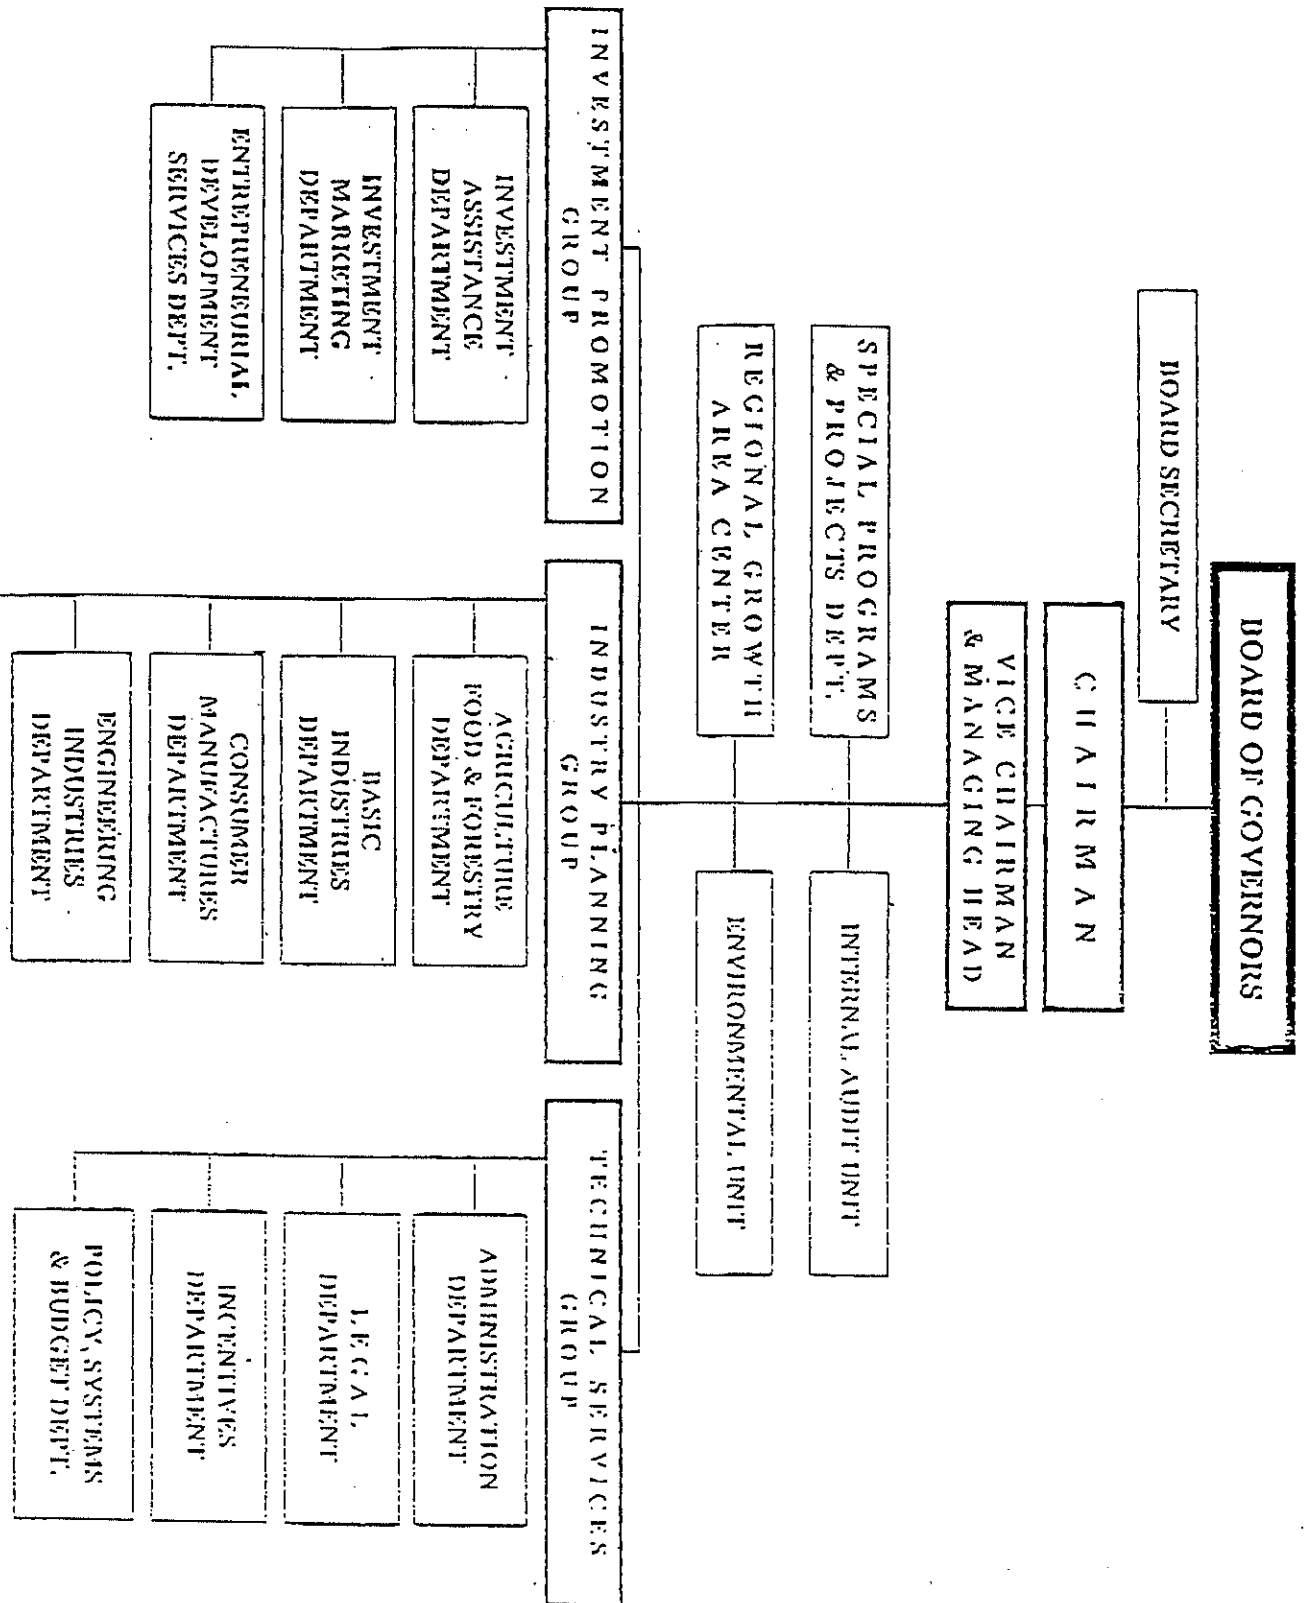 BOARD OF GOVERNORS
BOARD SECRETARY
CHAIRMAN
VICE CHAIRMAN
& MANAGING HEAD
SPECIAL PROGRAMS
& PROJECTS DEPT.
INTERNAL AUDIT UNIT
REGIONAL GROWTH
AREA CENTER
ENVIRONMENTAL UNIT
INVESTMENT PROMOTION
GROUP
INVESTMENT
ASSISTANCE
DEPARTMENT
INVESTMENT
MARKETING
DEPARTMENT
ENTREPRENEURIAL
DEVELOPMENT
SERVICES DEPT.
INDUSTRY PLANNING
GROUP
AGRICULTURE
FOOD & FORESTRY
DEPARTMENT
BASIC
INDUSTRIES
DEPARTMENT
CONSUMER
MANUFACTURES
DEPARTMENT
ENGINEERING
INDUSTRIES
DEPARTMENT
TECHNICAL SERVICES
GROUP
ADMINISTRATION
DEPARTMENT
LEGAL
DEPARTMENT
INCENTIVES
DEPARTMENT
POLICY, SYSTEMS
& BUDGET DEPT.